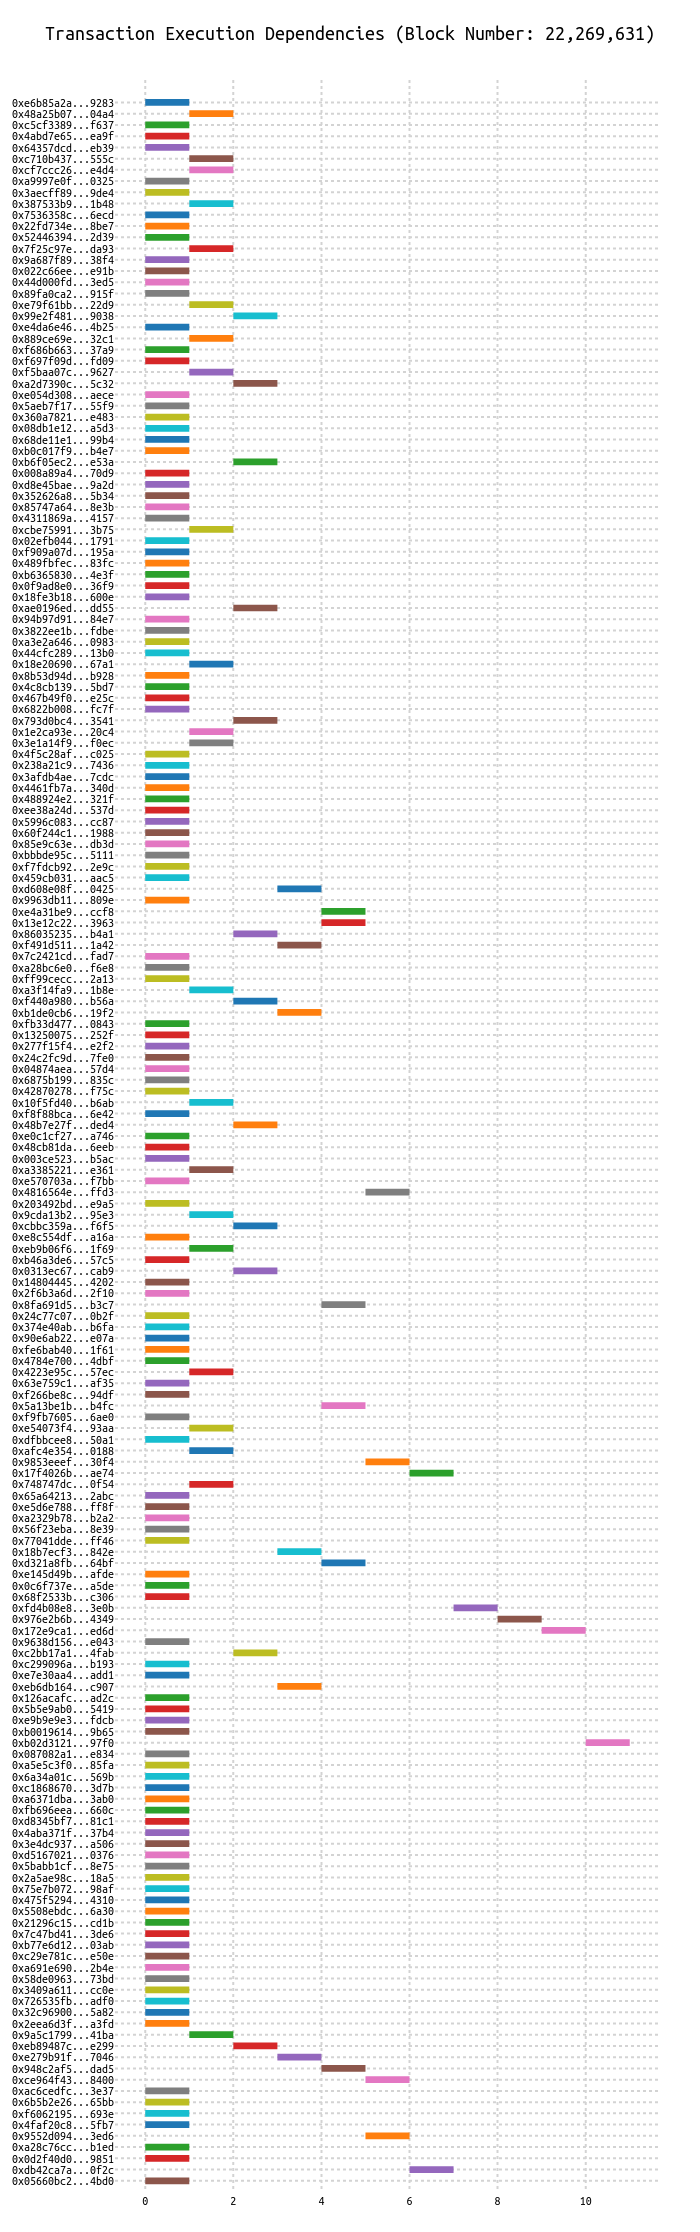 Transaction Execution Dependencies (Block Number: 22,269,631)
0xe6b85a2a...9283
0x48a25b07...04a4
0xc5cf3389...f637
0x4abd7e65...ea9f
0x64357dcd...eb39
0xc710b437...555c
0xcf7ccc26...e4d4
0xa9997e0f...0325
0x3aecff89...9de4
0x387533b9...1b48
0x7536358c...6ecd
0x22fd734e...8be7
0x52446394...2d39
0x7f25c97e...da93
0x9a687f89...38f4
0x022c66ee...e91b
0x44d000fd...3ed5
0x89fa0ca2...915f
0xe79f61bb...22d9
0x99e2f481...9038
0xe4da6e46...4b25
0x889ce69e...32c1
0xf686b663...37a9
0xf697f09d...fd09
0xf5baa07c...9627
0xa2d7390c...5c32
0xe054d308...aece
0x5aeb7f17...55f9
0x360a7821...e483
0x08db1e12...a5d3
0x68de11e1...99b4
0xb0c017f9...b4e7
0xb6f05ec2...e53a
0x008a89a4...70d9
0xd8e45bae...9a2d
0x352626a8...5b34
0x85747a64...8e3b
0x4311869a...4157
0xcbe75991...3b75
0x02efb044...1791
0xf909a07d...195a
0x489fbfec...83fc
0xb6365830...4e3f
0x0f9ad8e0...36f9
0x18fe3b18...600e
0xae0196ed...dd55
0x94b97d91...84e7
0x3822ee1b...fdbe
0xa3e2a646...0983
0x44cfc289...13b0
0x18e20690...67a1
0x8b53d94d...b928
0x4c8cb139...5bd7
0x467b49f0...e25c
0x6822b008...fc7f
0x793d0bc4...3541
0x1e2ca93e...20c4
0x3e1a14f9...f0ec
0x4f5c28af...c025
0x238a21c9...7436
0x3afdb4ae...7cdc
0x4461fb7a...340d
0x488924e2...321f
0xee38a24d...537d
0x5996c083...cc87
0x60f244c1...1988
0x85e9c63e...db3d
0xbbbde95c...5111
0xf7fdcb92...2e9c
0x459cb031...aac5
0xd608e08f...0425
0x9963db11...809e
0xe4a31be9...ccf8
0x13e12c22...3963
0x86035235...b4a1
0xf491d511...1a42
0x7c2421cd...fad7
0xa28bc6e0...f6e8
0xff99cecc...2a13
0xa3f14fa9...1b8e
0xf440a980...b56a
0xb1de0cb6...19f2
0xfb33d477...0843
0x13250075...252f
0x277f15f4...e2f2
0x24c2fc9d...7fe0
0x04874aea...57d4
0x6875b199...835c
0x42870278...f75c
0x10f5fd40...b6ab
0xf8f88bca...6e42
0x48b7e27f...ded4
0xe0c1cf27...a746
0x48cb81da...6eeb
0x003ce523...b5ac
0xa3385221...e361
0xe570703a...f7bb
0x4816564e...ffd3
0x203492bd...e9a5
0x9cda13b2...95e3
0xcbbc359a...f6f5
0xe8c554df...a16a
0xeb9b06f6...1f69
0xb46a3de6...57c5
0x0313ec67...cab9
0x14804445...4202
0x2f6b3a6d...2f10
0x8fa691d5...b3c7
0x24c77c07...0b2f
0x374e40ab...b6fa
0x90e6ab22...e07a
0xfe6bab40...1f61
0x4784e700...4dbf
0x4223e95c...57ec
0x63e759c1...af35
0xf266be8c...94df
0x5a13be1b...b4fc
0xf9fb7605...6ae0
0xe54073f4...93aa
0xdfbbcee8...50a1
0xafc4e354...0188
0x9853eeef...30f4
0x17f4026b...ae74
0x748747dc...0f54
0x65a64213...2abc
0xe5d6e788...ff8f
0xa2329b78...b2a2
0x56f23eba...8e39
0x77041dde...ff46
0x18b7ecf3...842e
0xd321a8fb...64bf
0xe145d49b...afde
0x0c6f737e...a5de
0x68f2533b...c306
0xfd4b08e8...3e0b
0x976e2b6b...4349
0x172e9ca1...ed6d
0x9638d156...e043
0xc2bb17a1...4fab
0xc299096a...b193
0xe7e30aa4...add1
0xeb6db164...c907
0x126acafc...ad2c
0x5b5e9ab0...5419
0xe9b9e9e3...fdcb
0xb0019614...9b65
0xb02d3121...97f0
0x087082a1...e834
0xa5e5c3f0...85fa
0x6a34a01c...569b
0xc1868670...3d7b
0xa6371dba...3ab0
0xfb696eea...660c
0xd8345bf7...81c1
0x4aba371f...37b4
0x3e4dc937...a506
0xd5167021...0376
0x5babb1cf...8e75
0x2a5ae98c...18a5
0x75e7b072...98af
0x475f5294...4310
0x5508ebdc...6a30
0x21296c15...cd1b
0x7c47bd41...3de6
0xb77e6d12...03ab
0xc29e781c...e50e
0xa691e690...2b4e
0x58de0963...73bd
0x3409a611...cc0e
0x726535fb...adf0
0x32c96900...5a82
0x2eea6d3f...a3fd
0x9a5c1799...41ba
0xeb89487c...e299
0xe279b91f...7046
0x948c2af5...dad5
0xce964f43...8400
0xac6cedfc...3e37
0x6b5b2e26...65bb
0xf6062195...693e
0x4faf20c8...5fb7
0x9552d094...3ed6
0xa28c76cc...b1ed
0x0d2f40d0...9851
0xdb42ca7a...0f2c
0x05660bc2...4bd0
0 2 4 6 8 10